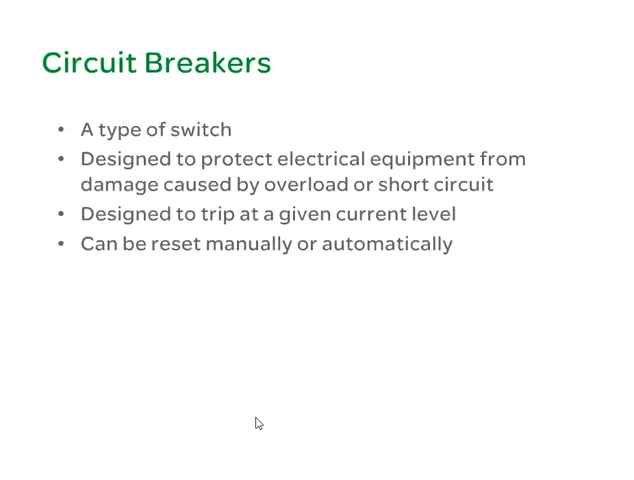 Circuit Breakers
• A type of switch
• Designed to protect electrical equipment from
damage caused by overload or short circuit
• Designed to trip at a given current level
• Can be reset manually or automatically